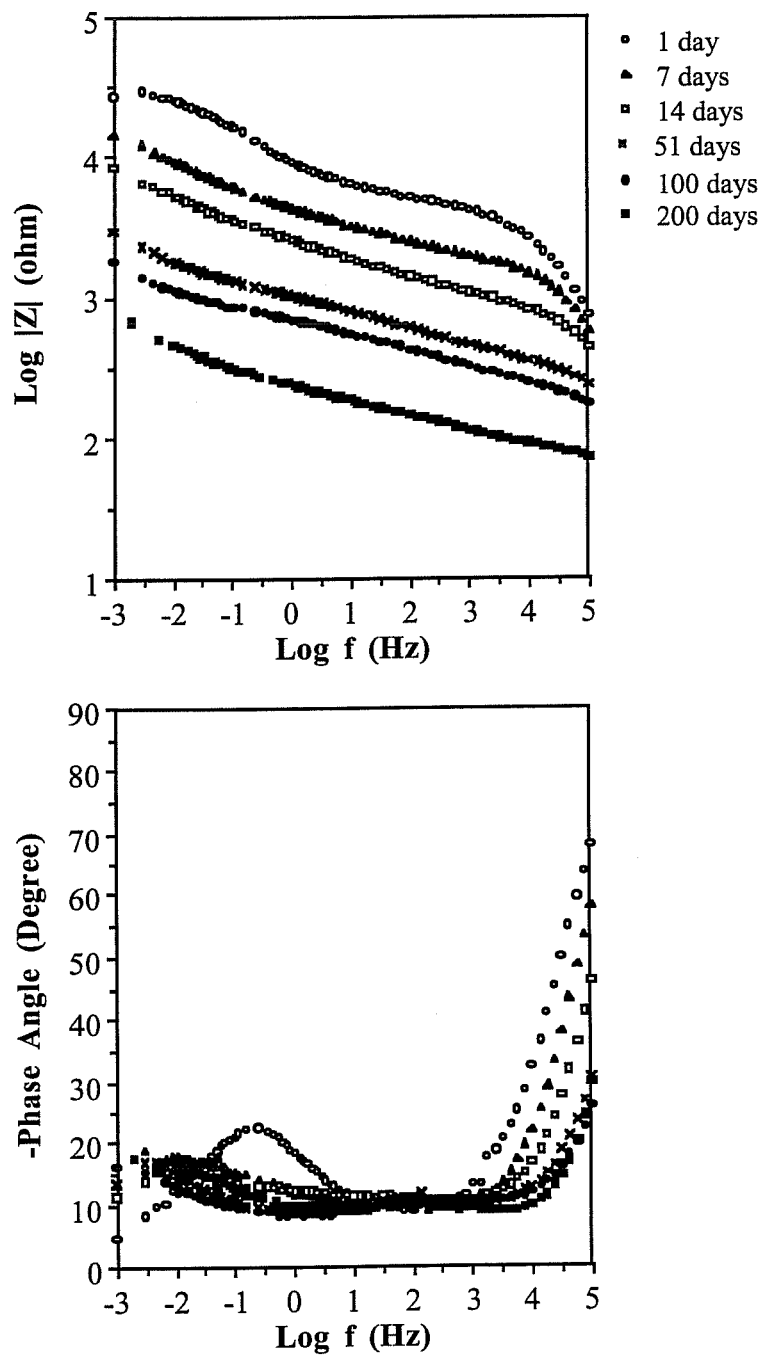 5
4
3
2
1
Log |Z| (ohm)
-3 -2 -1 0 1 2 3 4 5
Log f (Hz)
1 day
7 days
14 days
51 days
100 days
200 days
90
80
70
60
50
40
30
20
10
0
-Phase Angle (Degree)
-3 -2 -1 0 1 2 3 4 5
Log f (Hz)